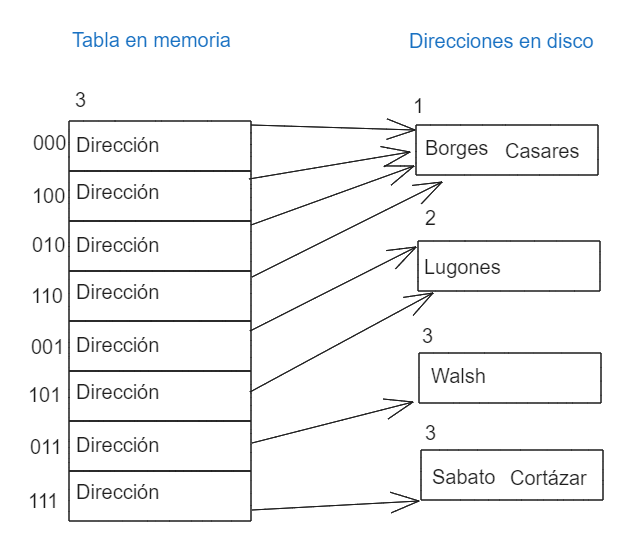 Tabla en memoria
Direcciones en disco
3
1
000 Dirección
Borges Casares
100 Dirección
2
010 Dirección
Lugones
110 Dirección
001 Dirección
3
101 Dirección
Walsh
011 Dirección
3
111 Dirección
Sabato Cortázar